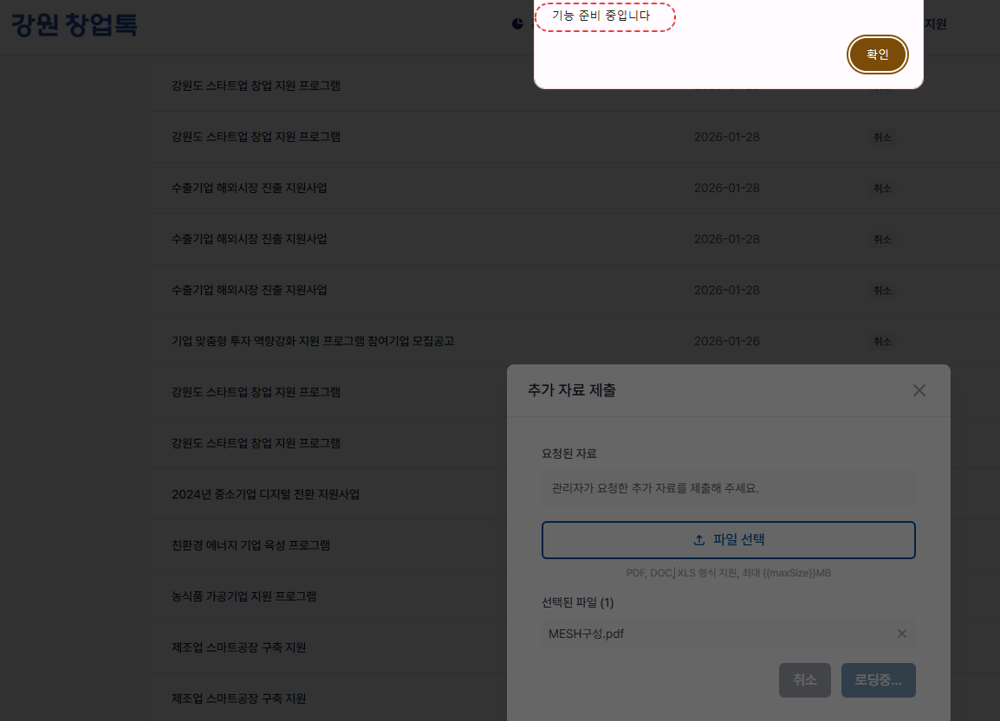 강원 창업톡
지원
기능 준비 중입니다
확인
강원도 스타트업 창업 지원 프로그램
강원도 스타트업 창업 지원 프로그램 2026-01-28 취소
수출기업 해외시장 진출 지원사업 2026-01-28 취소
수출기업 해외시장 진출 지원사업 2026-01-28 취소
수출기업 해외시장 진출 지원사업 2026-01-28 취소
기업 맞춤형 투자 역량강화 지원 프로그램 참여기업 모집공고 2026-01-26 취소
강원도 스타트업 창업 지원 프로그램
강원도 스타트업 창업 지원 프로그램
2024년 중소기업 디지털 전환 지원사업
친환경 에너지 기업 육성 프로그램
농식품 가공기업 지원 프로그램
제조업 스마트공장 구축 지원
제조업 스마트공장 구축 지원
추가 자료 제출
요청된 자료
관리자가 요청한 추가 자료를 제출해 주세요.
파일 선택
PDF, DOC, XLS 형식 지원, 최대 {{maxSize}}MB
선택된 파일 (1)
MESH구성.pdf
취소 로딩중...